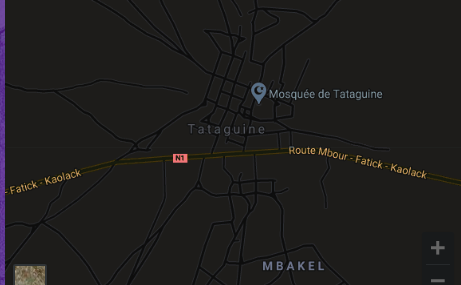 Mosquée de Tataguine
Tataguine
Route Mbour - Fatick - Kaolack
N1
- Fatick - Kaolack
MBAKEL
+
−